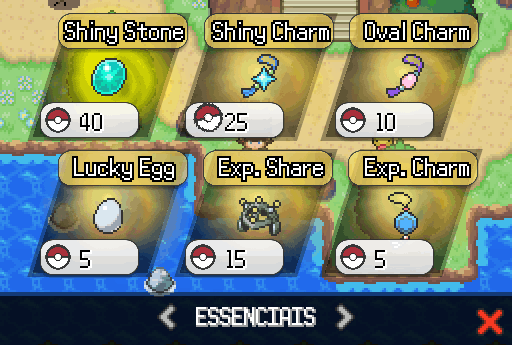 Shiny Stone
Shiny Charm
Oval Charm
40
25
10
Lucky Egg
Exp. Share
Exp. Charm
5
15
5
ESSENCIAIS